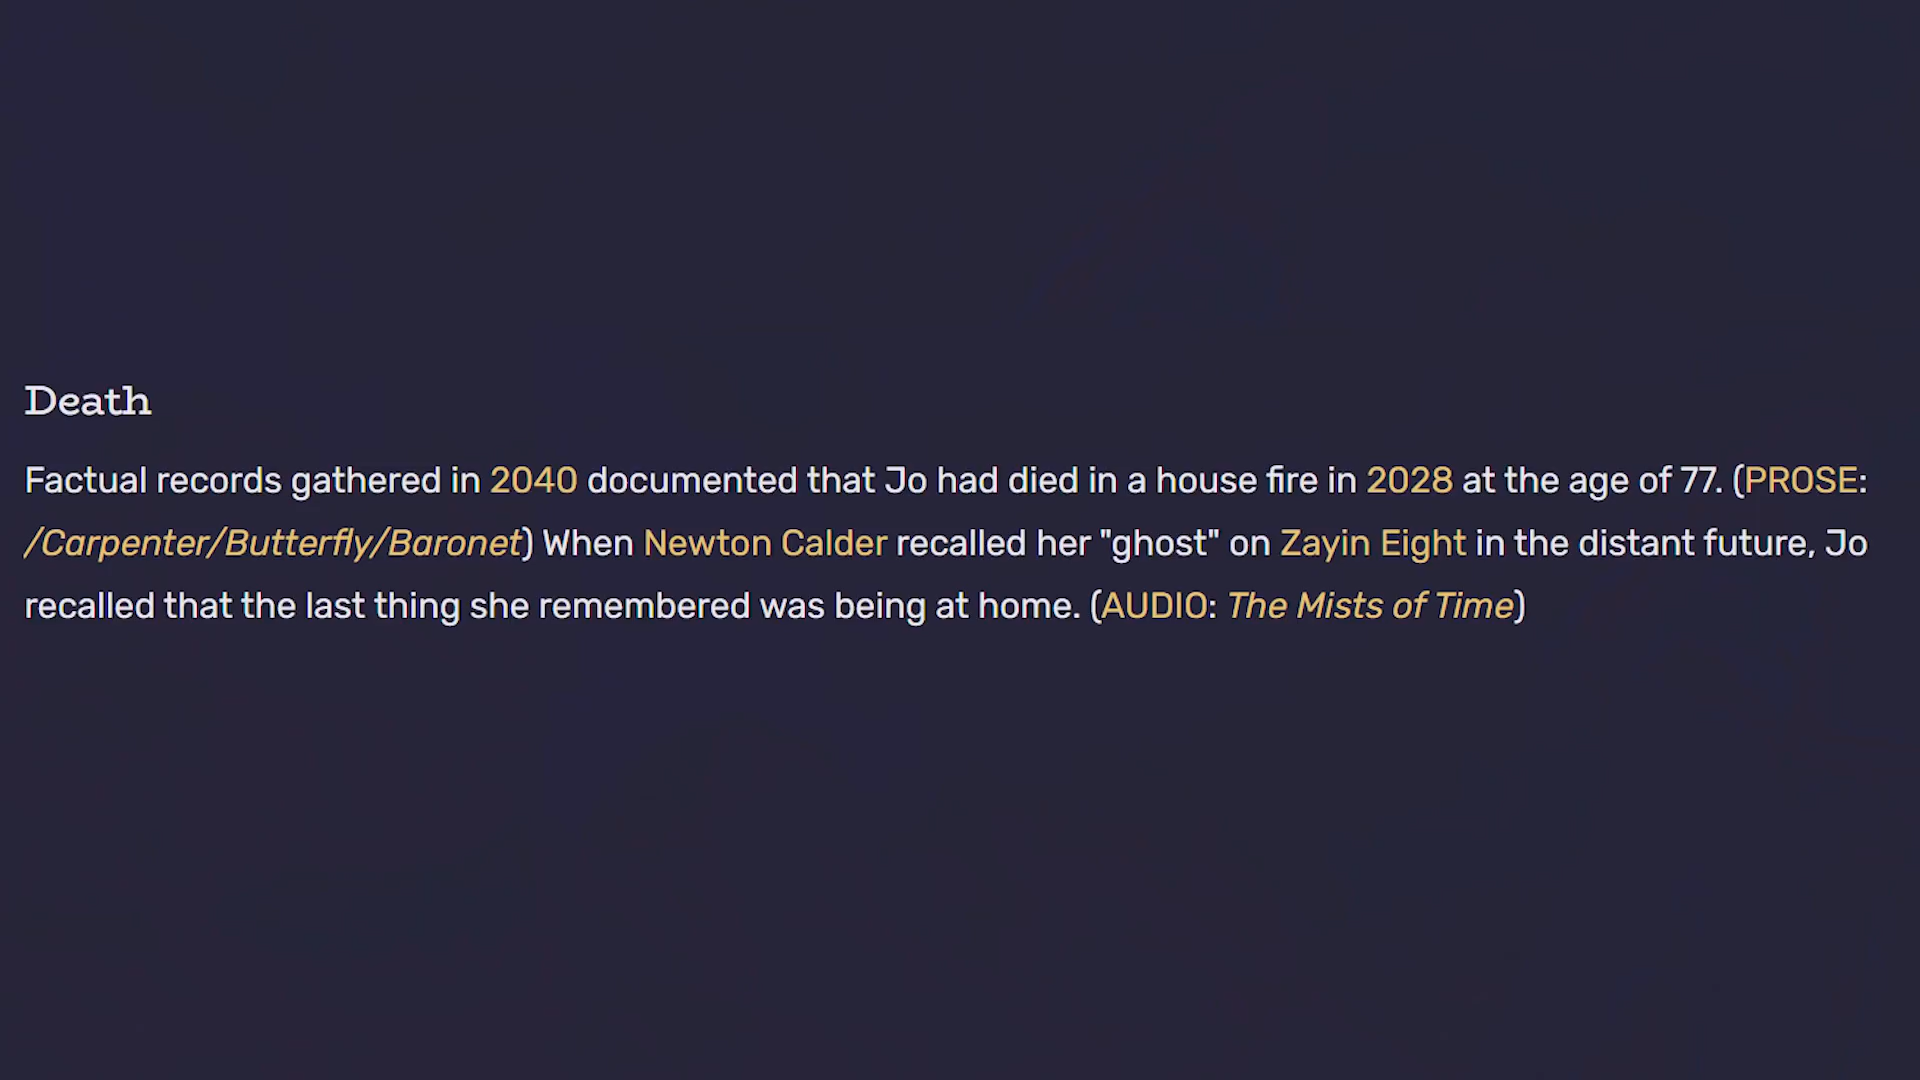 Death
Factual records gathered in 2040 documented that Jo had died in a house fire in 2028 at the age of 77. (PROSE:
/Carpenter/Butterfly/Baronet) When Newton Calder recalled her "ghost" on Zayin Eight in the distant future, Jo
recalled that the last thing she remembered was being at home. (AUDIO: The Mists of Time)